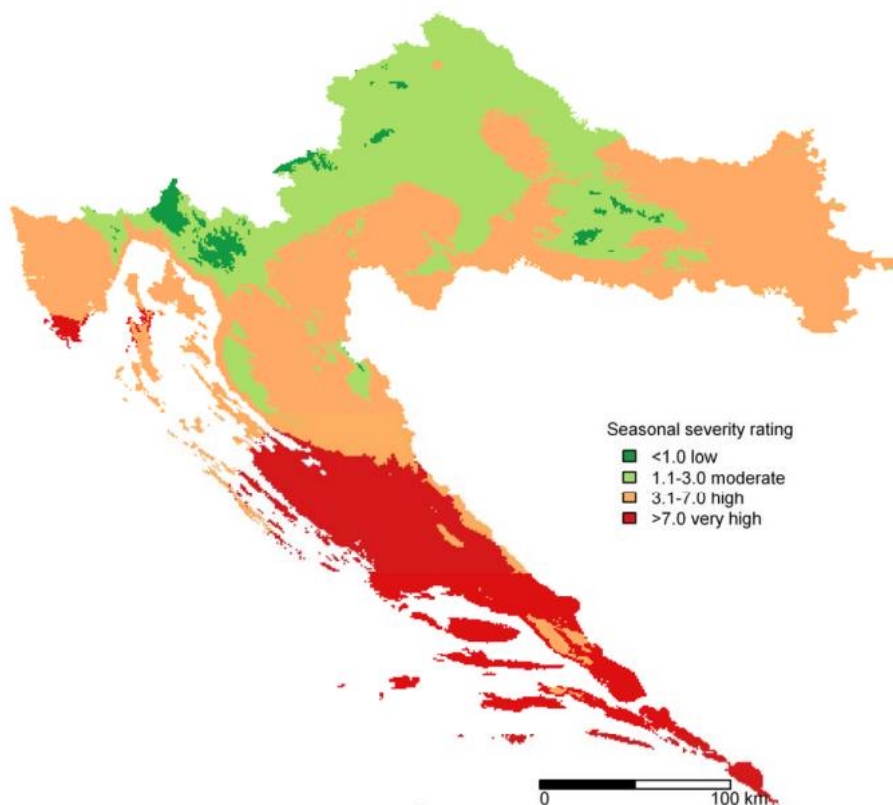 Seasonal severity rating
<1.0 low
1.1-3.0 moderate
3.1-7.0 high
>7.0 very high
0 100 km